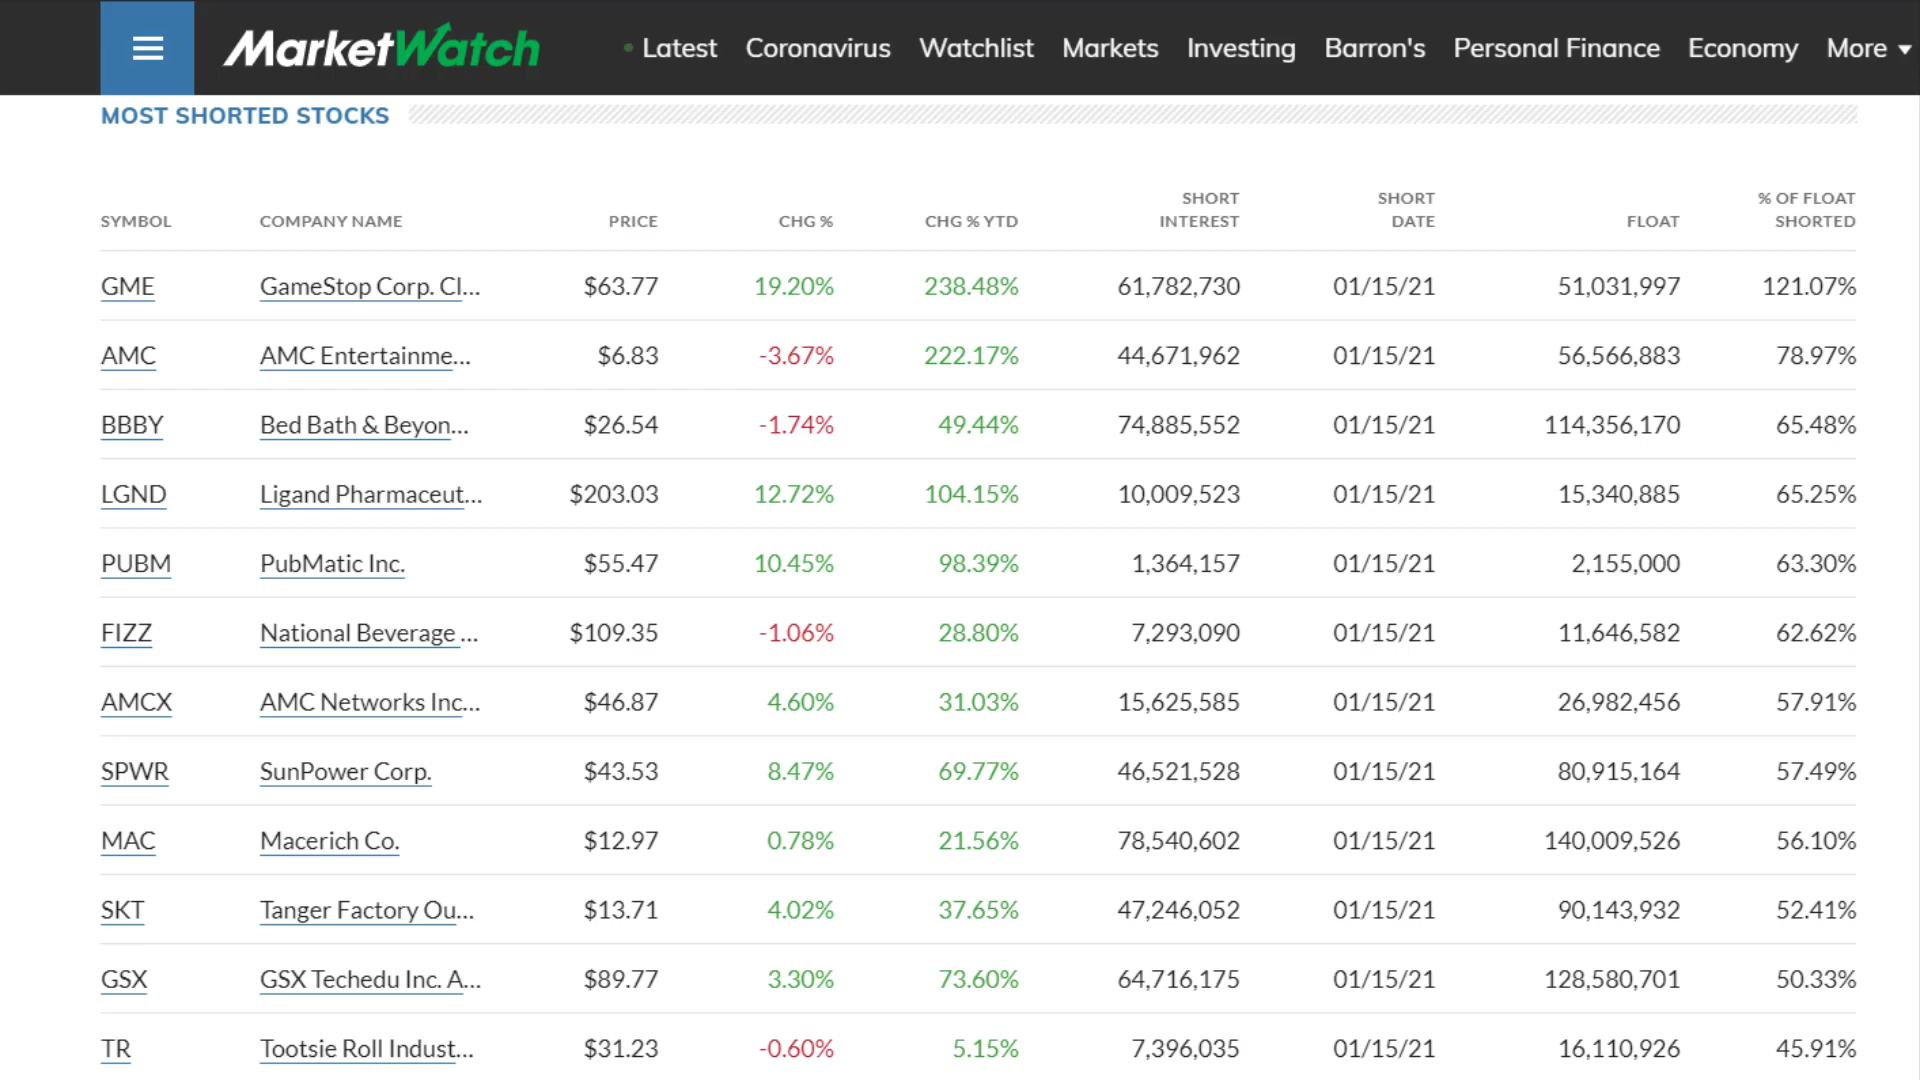 MarketWatch Latest Coronavirus Watchlist Markets Investing Barron's Personal Finance Economy More
MOST SHORTED STOCKS
SYMBOL COMPANY NAME PRICE CHG % CHG % YTD SHORT INTEREST SHORT DATE FLOAT % OF FLOAT SHORTED
GME GameStop Corp. Cl... $63.77 19.20% 238.48% 61,782,730 01/15/21 51,031,997 121.07%
AMC AMC Entertainme... $6.83 -3.67% 222.17% 44,671,962 01/15/21 56,566,883 78.97%
BBBY Bed Bath & Beyon... $26.54 -1.74% 49.44% 74,885,552 01/15/21 114,356,170 65.48%
LGND Ligand Pharmaceut... $203.03 12.72% 104.15% 10,009,523 01/15/21 15,340,885 65.25%
PUBM PubMatic Inc. $55.47 10.45% 98.39% 1,364,157 01/15/21 2,155,000 63.30%
FIZZ National Beverage ... $109.35 -1.06% 28.80% 7,293,090 01/15/21 11,646,582 62.62%
AMCX AMC Networks Inc... $46.87 4.60% 31.03% 15,625,585 01/15/21 26,982,456 57.91%
SPWR SunPower Corp. $43.53 8.47% 69.77% 46,521,528 01/15/21 80,915,164 57.49%
MAC Macerich Co. $12.97 0.78% 21.56% 78,540,602 01/15/21 140,009,526 56.10%
SKT Tanger Factory Ou... $13.71 4.02% 37.65% 47,246,052 01/15/21 90,143,932 52.41%
GSX GSX Techedu Inc. A... $89.77 3.30% 73.60% 64,716,175 01/15/21 128,580,701 50.33%
TR Tootsie Roll Indust... $31.23 -0.60% 5.15% 7,396,035 01/15/21 16,110,926 45.91%